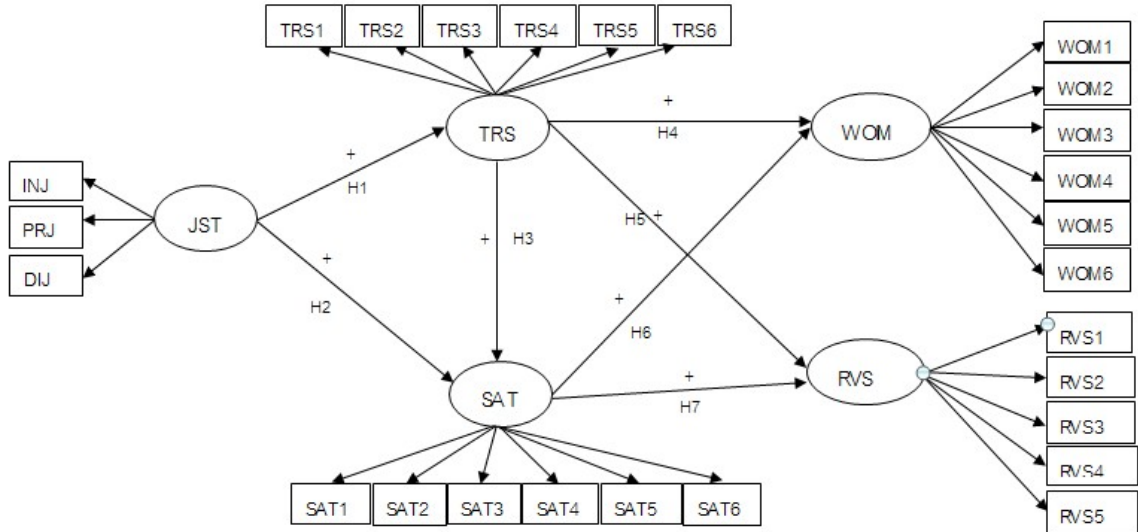 TRS1 TRS2 TRS3 TRS4 TRS5 TRS6
WOM1
WOM2
WOM3
WOM4
WOM5
WOM6
TRS
+
H4
WOM
INJ
PRJ
DIJ
JST
+
H1
+
H3
H5
+
+
H2
+
H6
SAT
+
H7
RVS
RVS1
RVS2
RVS3
RVS4
RVS5
SAT1 SAT2 SAT3 SAT4 SAT5 SAT6